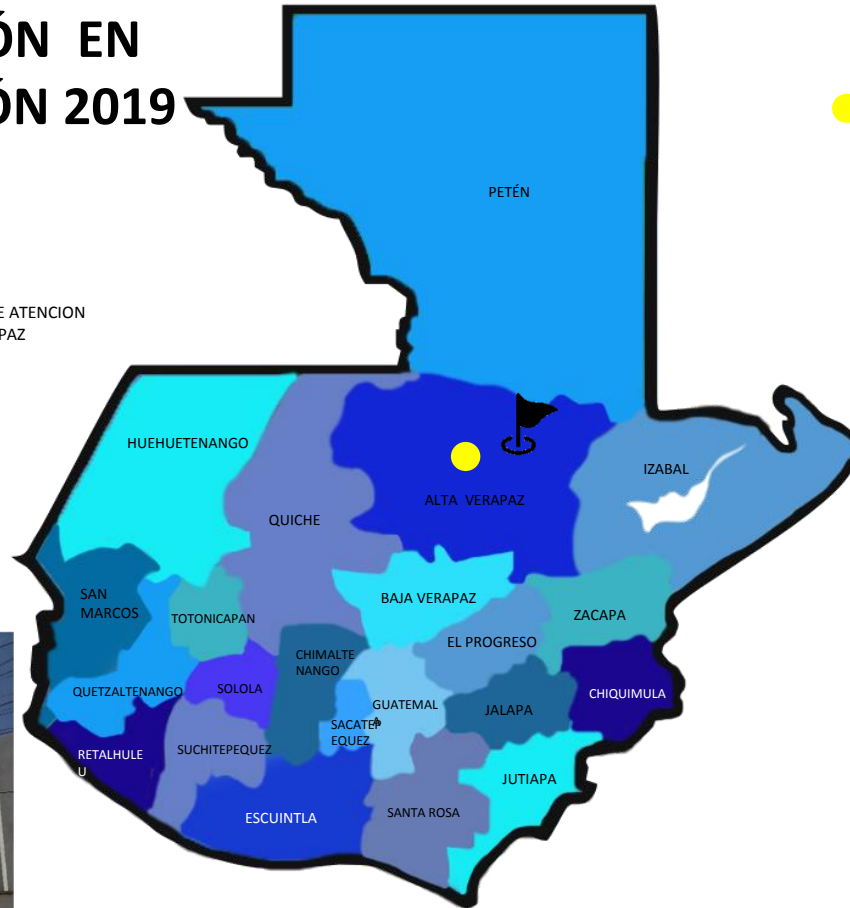 ÓN EN
ÓN 2019
PETÉN
E ATENCION
PAZ
HUEHUETENANGO
IZABAL
QUICHE
ALTA VERAPAZ
SAN
MARCOS
TOTONICAPAN
BAJA VERAPAZ
ZACAPA
EL PROGRESO
CHIMALTE
NANGO
QUETZALTENANGO
SOLOLA
GUATEMAL
A
CHIQUIMULA
JALAPA
SACATEP
EQUEZ
RETALHULE
U
SUCHITEPEQUEZ
JUTIAPA
ESCUINTLA
SANTA ROSA